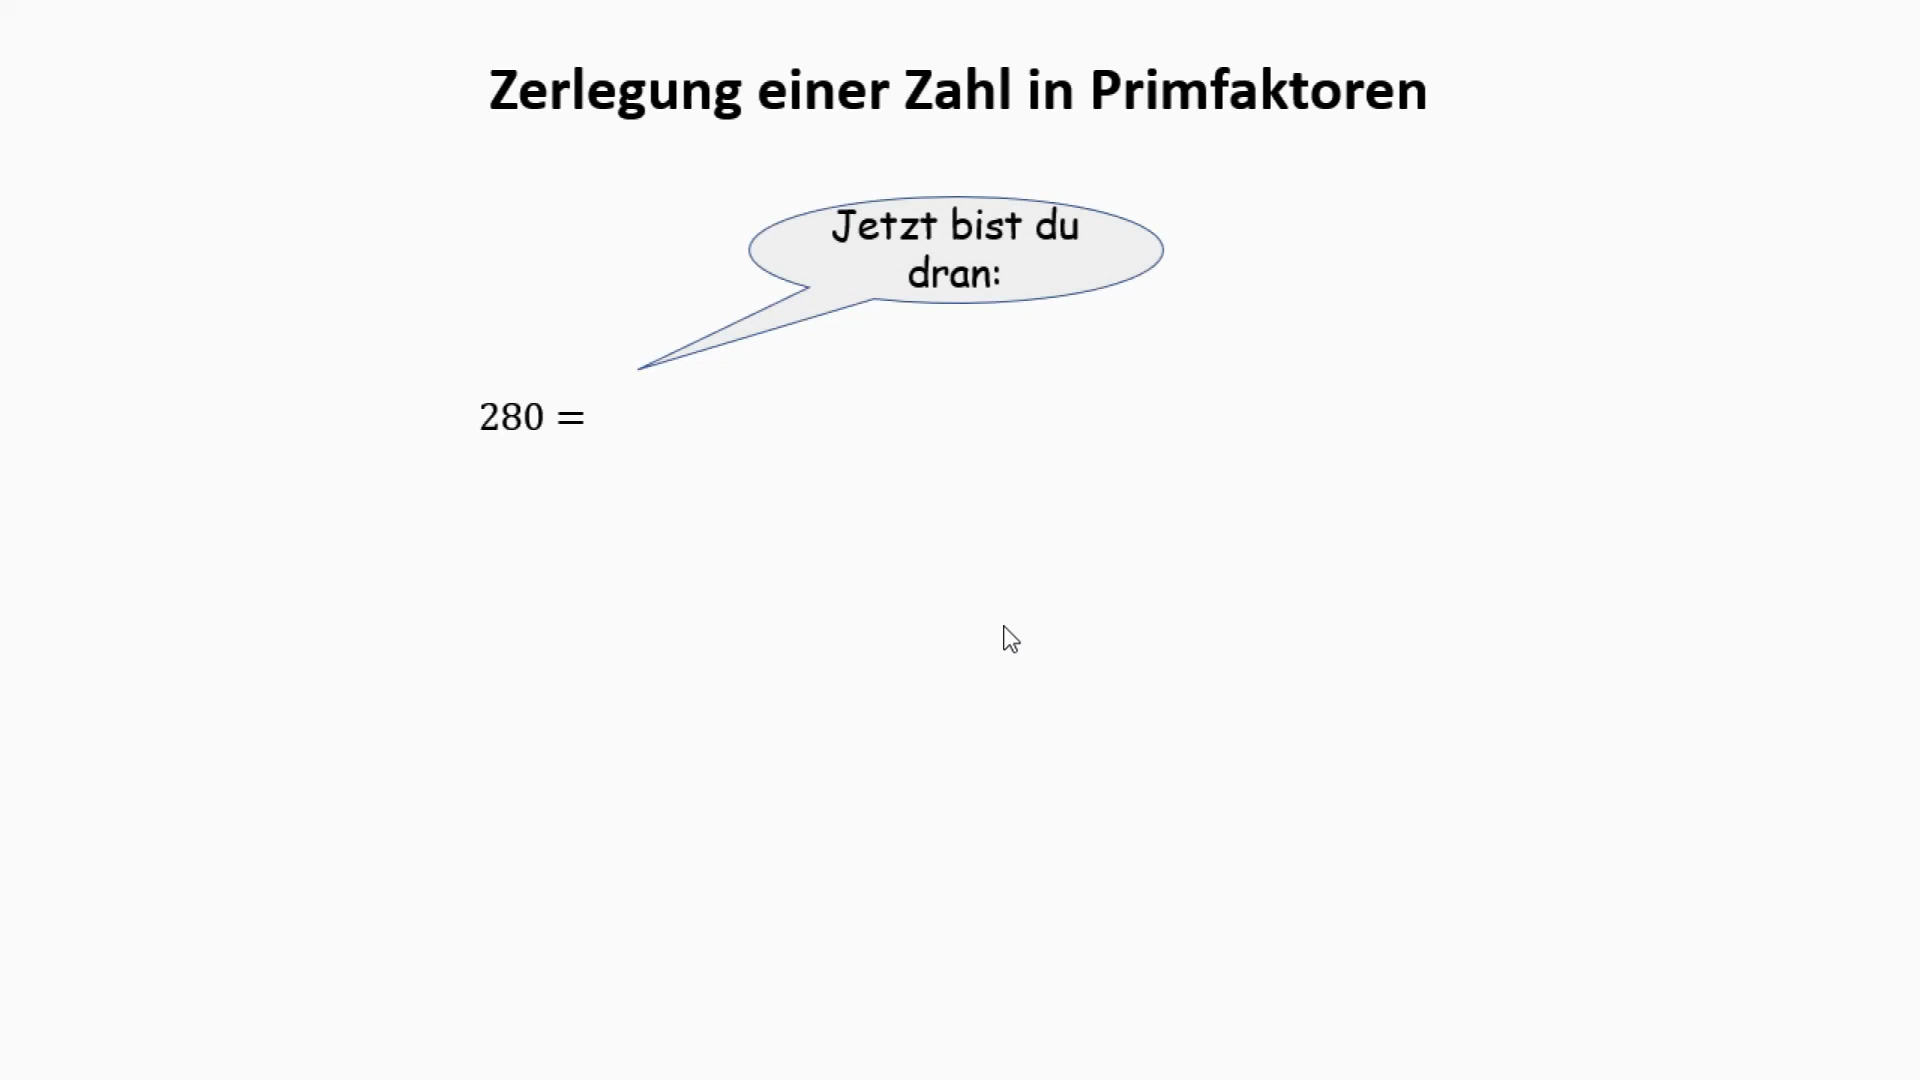 Zerlegung einer Zahl in Primfaktoren
Jetzt bist du
dran:
280 =